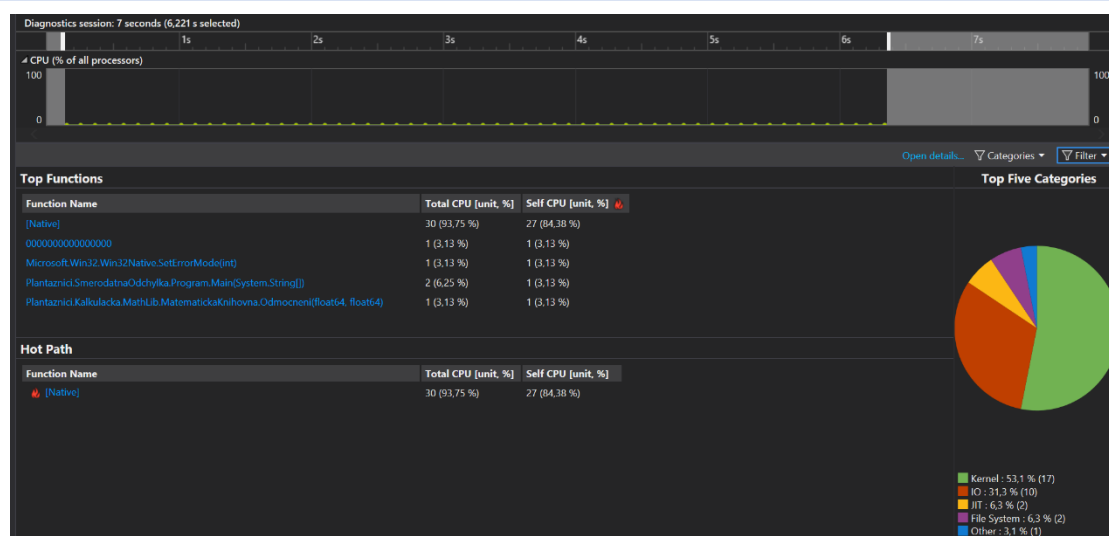 Diagnostics session: 7 seconds (6,221 s selected)
1s 2s 3s 4s 5s 6s 7s
CPU (% of all processors)
100 100
0 0
Open details... Categories Filter
Top Functions
Function Name Total CPU [unit, %] Self CPU [unit, %]
[Native] 30 (93,75 %) 27 (84,38 %)
0000000000000000 1 (3,13 %) 1 (3,13 %)
Microsoft.Win32.Win32Native.SetErrorMode(int) 1 (3,13 %) 1 (3,13 %)
Plantaznici.SmerodatnaOdchylka.Program.Main(System.String[]) 2 (6,25 %) 1 (3,13 %)
Plantaznici.Kalkulacka.MathLib.MatematickaKnihovna.Odmocneni(float64, float64) 1 (3,13 %) 1 (3,13 %)
Hot Path
Function Name Total CPU [unit, %] Self CPU [unit, %]
[Native] 30 (93,75 %) 27 (84,38 %)
Top Five Categories
Kernel : 53,1 % (17)
IO : 31,3 % (10)
JIT : 6,3 % (2)
File System : 6,3 % (2)
Other : 3,1 % (1)